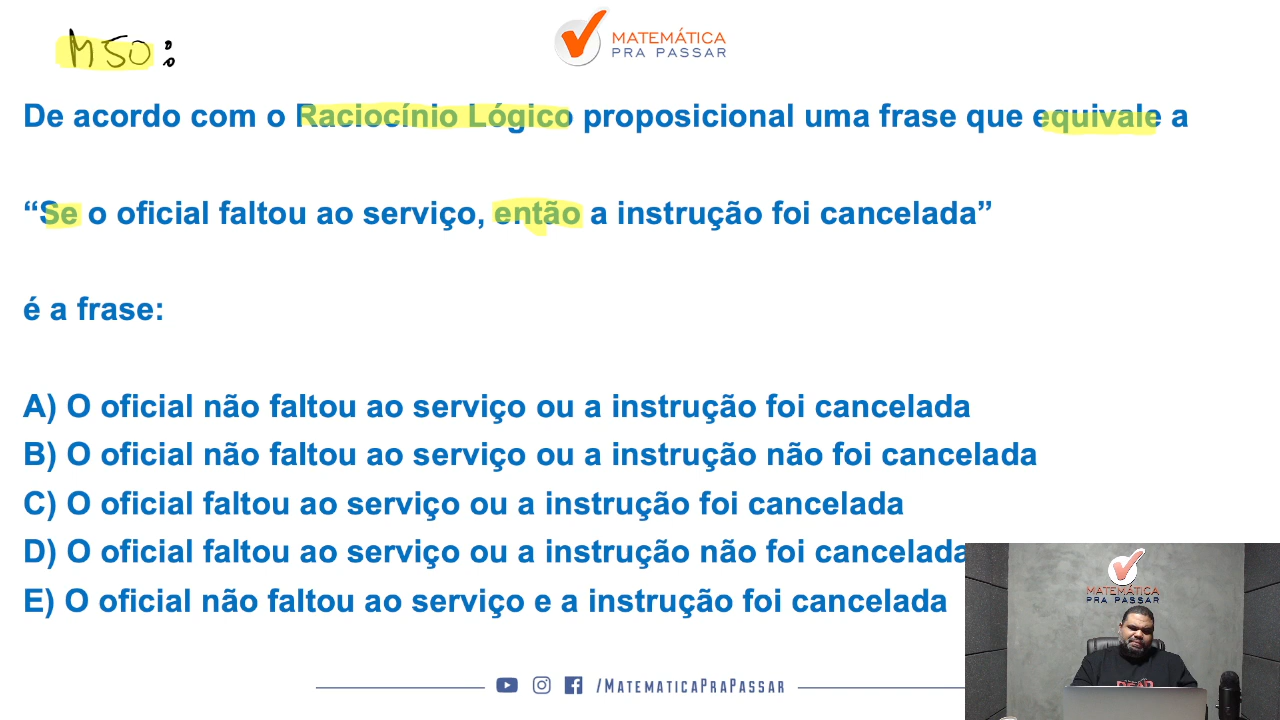 M50:
MATEMÁTICA
PRA PASSAR
De acordo com o Raciocínio Lógico proposicional uma frase que equivale a
“Se o oficial faltou ao serviço, então a instrução foi cancelada”
é a frase:
A) O oficial não faltou ao serviço ou a instrução foi cancelada
B) O oficial não faltou ao serviço ou a instrução não foi cancelada
C) O oficial faltou ao serviço ou a instrução foi cancelada
D) O oficial faltou ao serviço ou a instrução não foi cancelada
E) O oficial não faltou ao serviço e a instrução foi cancelada
MATEMÁTICA
PRA PASSAR
/MATEMATICAPRAPASSAR